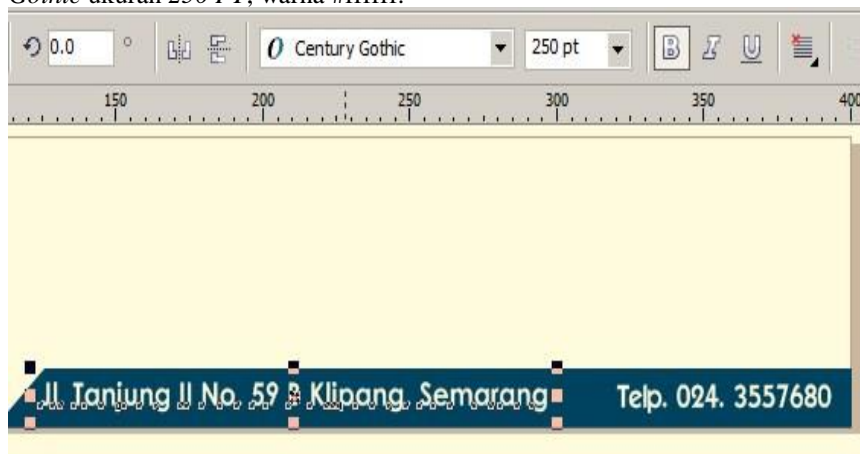 Gothic ukuran 250 PT, warna #ffffff.
0.0 ° O Century Gothic 250 pt B I U
150 200 250 300 350 400
Jl. Tanjung II No. 59 B Klipang, Semarang Telp. 024. 3557680